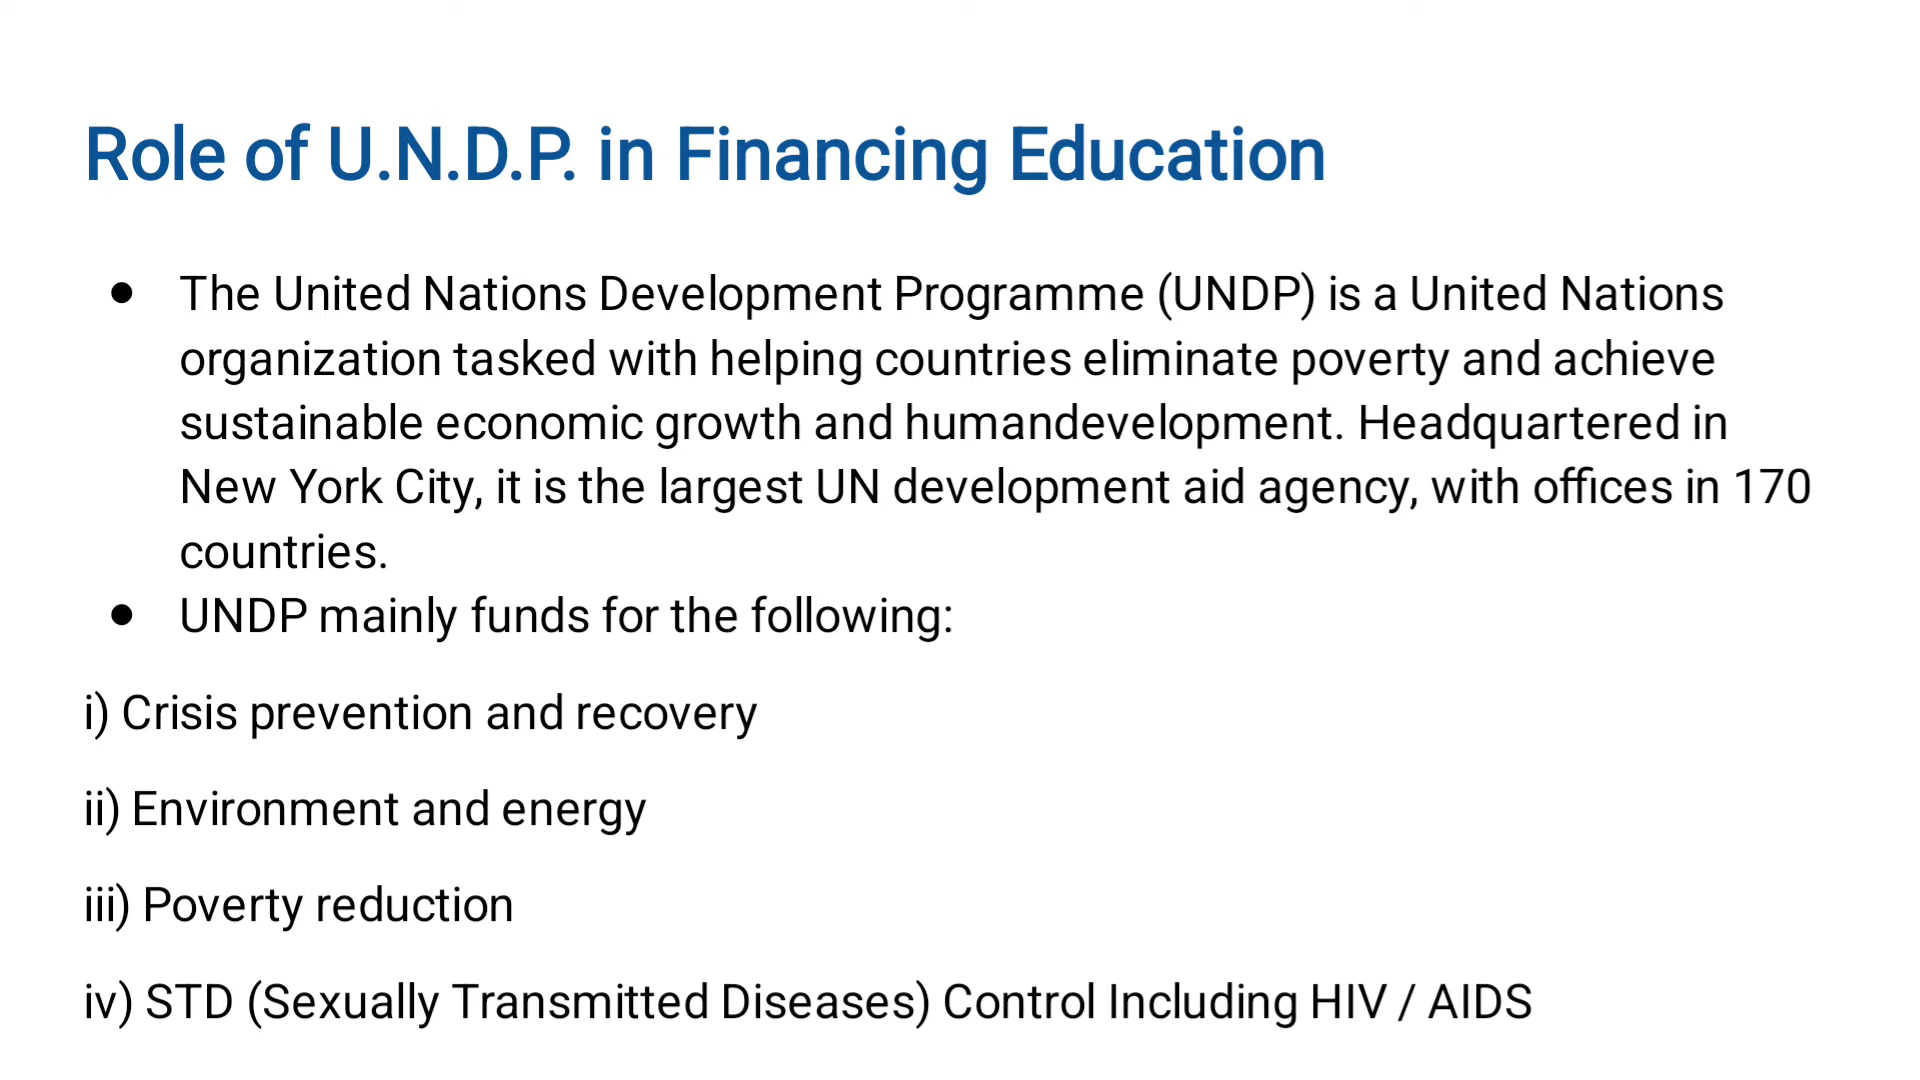 Role of U.N.D.P. in Financing Education
● The United Nations Development Programme (UNDP) is a United Nations
organization tasked with helping countries eliminate poverty and achieve
sustainable economic growth and humandevelopment. Headquartered in
New York City, it is the largest UN development aid agency, with offices in 170
countries.
● UNDP mainly funds for the following:
i) Crisis prevention and recovery
ii) Environment and energy
iii) Poverty reduction
iv) STD (Sexually Transmitted Diseases) Control Including HIV / AIDS